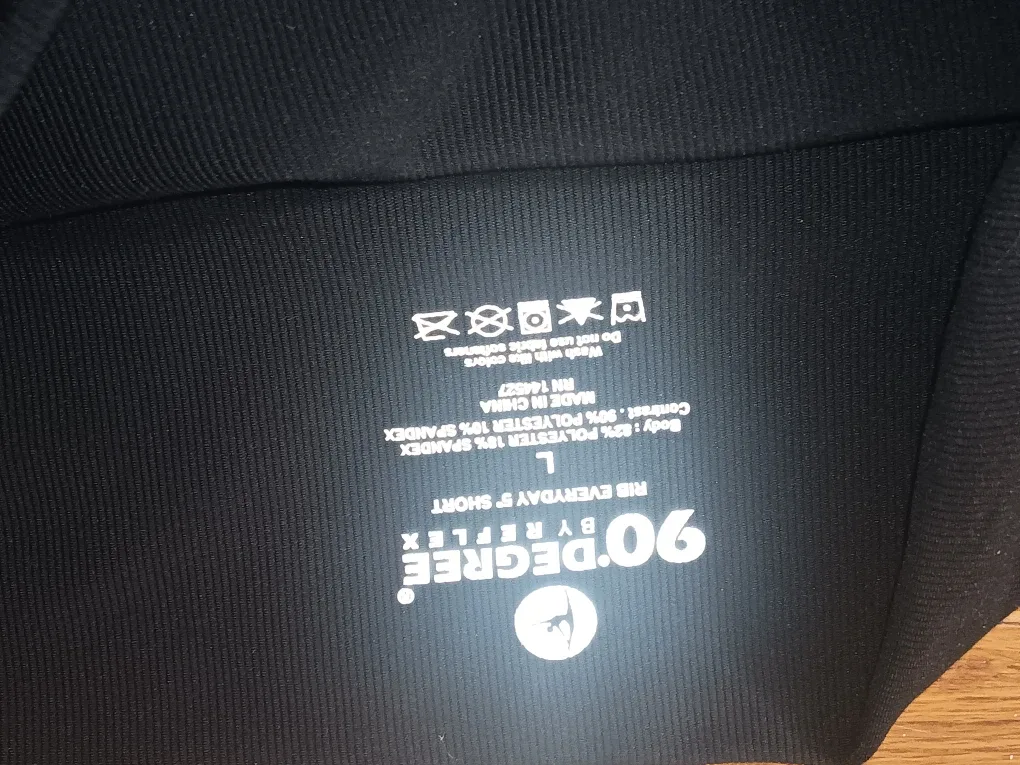 90°DEGREE®
BY REFLEX
RIB EVERYDAY 5" SHORT
L
Body : 82% POLYESTER 18% SPANDEX
Contrast . 90% POLYESTER 10% SPANDEX
MADE IN CHINA
RN 144527
Wash with like colors
Do not use fabric softeners